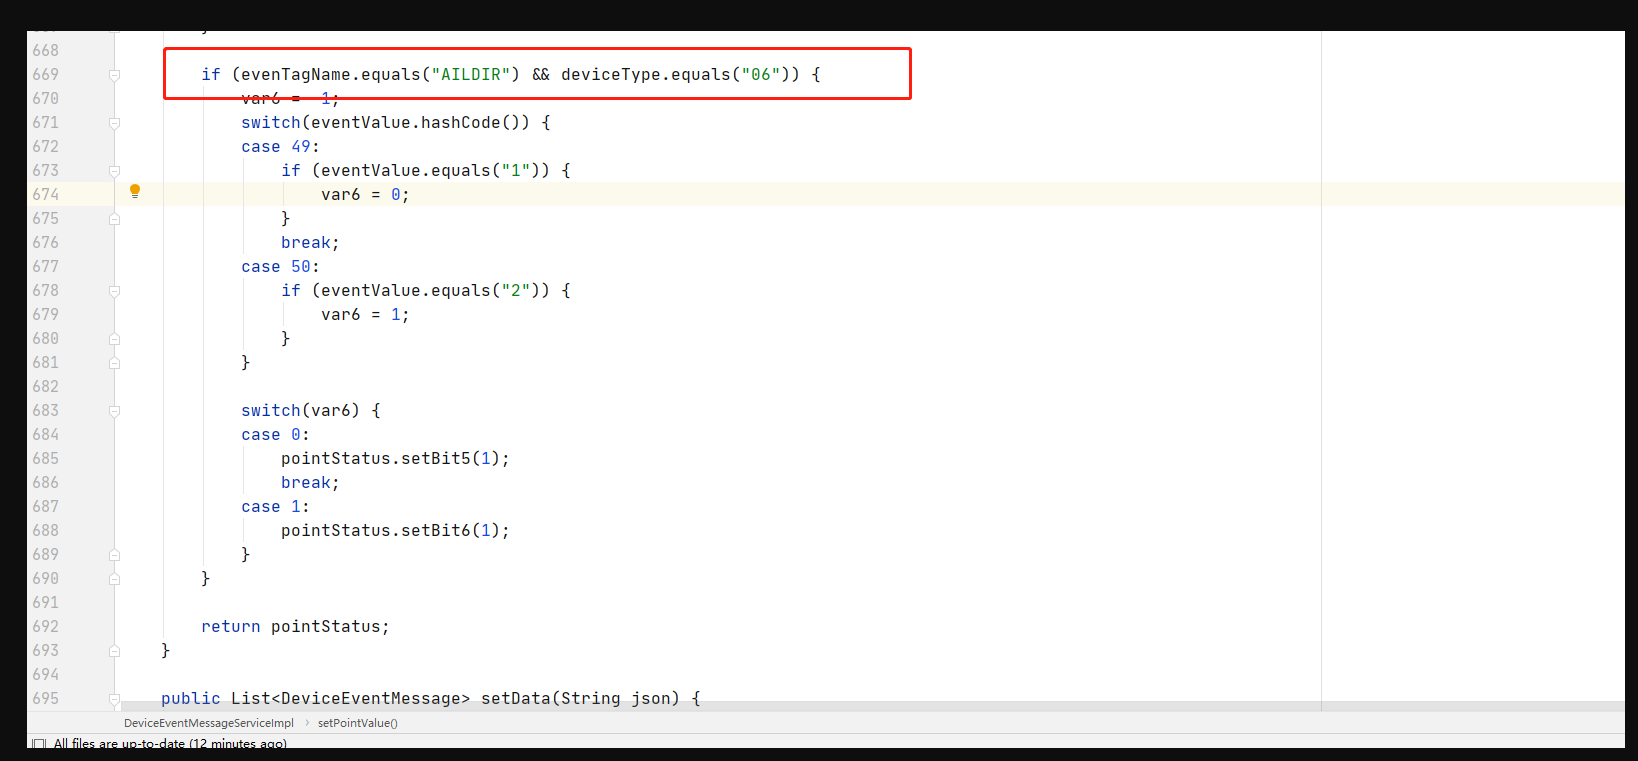 668
669 if (evenTagName.equals("AILDIR") && deviceType.equals("06")) {
670 var6 = -1;
671 switch(eventValue.hashCode()) {
672 case 49:
673 if (eventValue.equals("1")) {
674 var6 = 0;
675 }
676 break;
677 case 50:
678 if (eventValue.equals("2")) {
679 var6 = 1;
680 }
681 }
682
683 switch(var6) {
684 case 0:
685 pointStatus.setBit5(1);
686 break;
687 case 1:
688 pointStatus.setBit6(1);
689 }
690 }
691
692 return pointStatus;
693 }
694
695 public List<DeviceEventMessage> setData(String json) {
DeviceEventMessageServiceImpl › setPointValue()
All files are up-to-date (12 minutes ago)